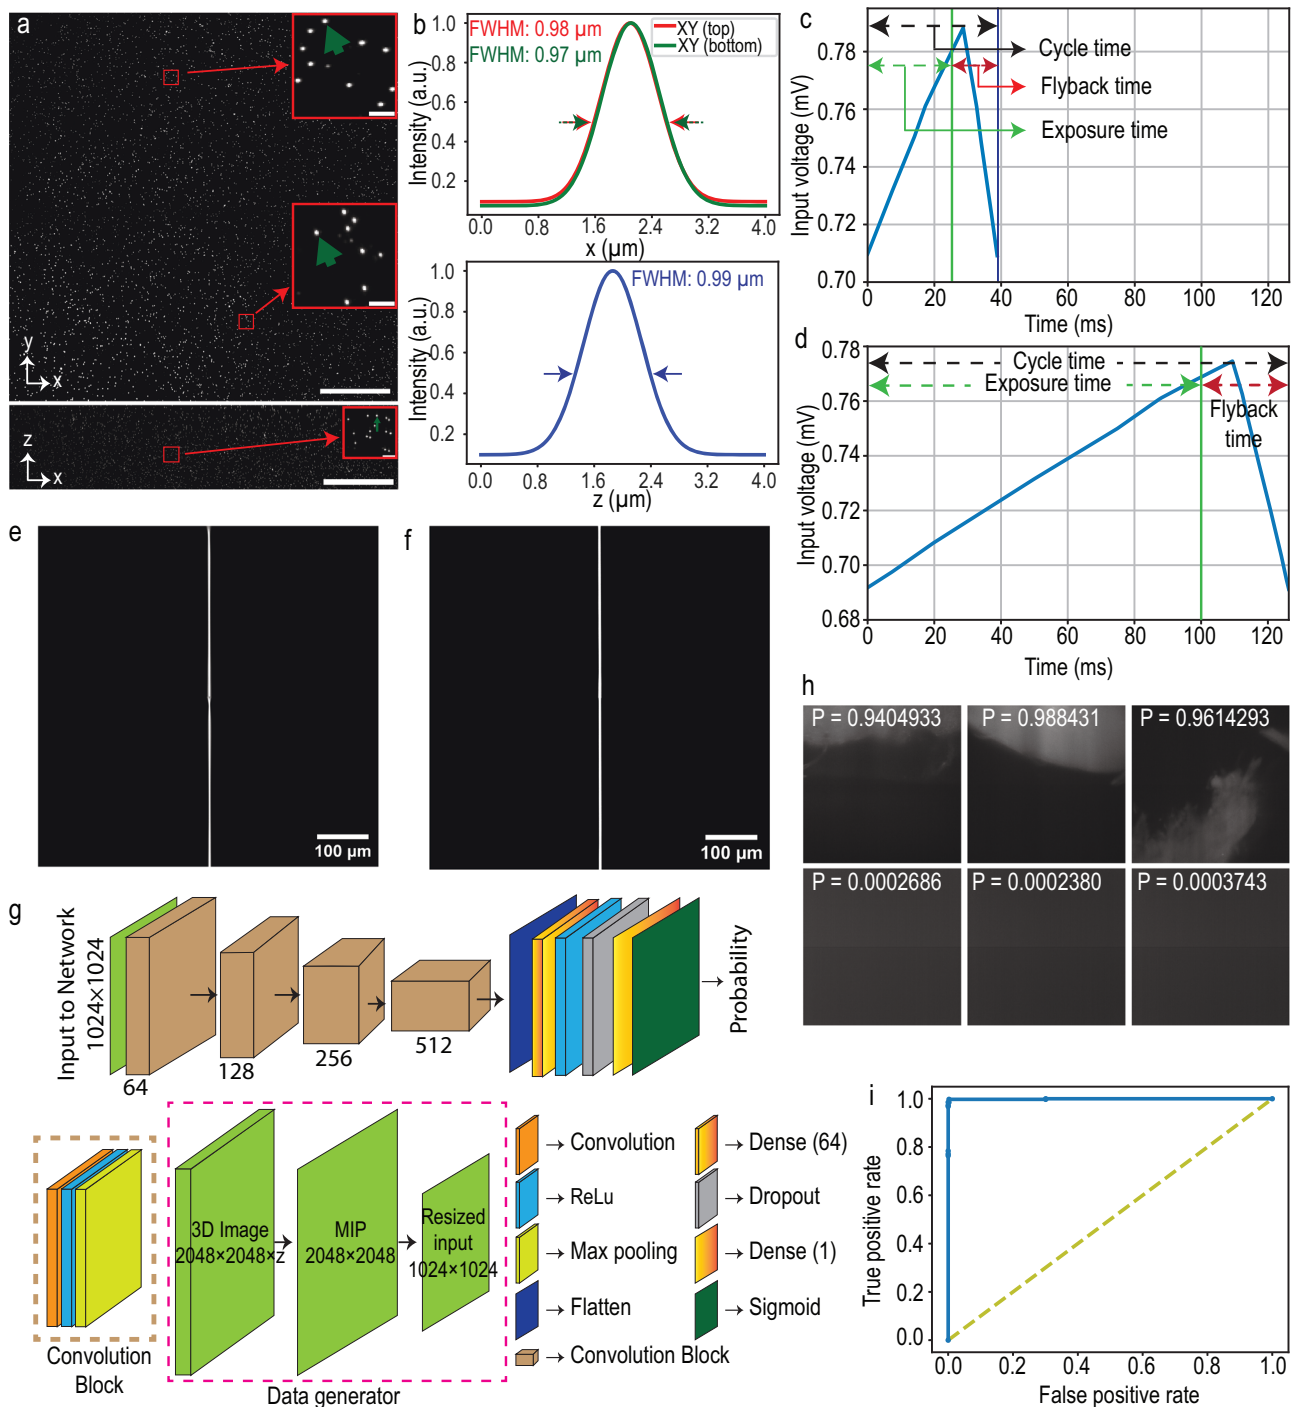 a
y
x
z
x
b
FWHM: 0.98 µm
FWHM: 0.97 µm
XY (top)
XY (bottom)
Intensity (a.u.)
1.0
0.8
0.6
0.4
0.2
0.0
0.8
1.6
2.4
3.2
4.0
x (µm)
FWHM: 0.99 µm
Intensity (a.u.)
1.0
0.8
0.6
0.4
0.2
0.0
0.8
1.6
2.4
3.2
4.0
z (µm)
c
Cycle time
Flyback time
Exposure time
Input voltage (mV)
0.78
0.76
0.74
0.72
0.70
0
20
40
60
80
100
120
Time (ms)
d
Cycle time
Exposure time
Flyback
time
Input voltage (mV)
0.78
0.76
0.74
0.72
0.70
0.68
0
20
40
60
80
100
120
Time (ms)
e
100 µm
f
100 µm
g
Input to Network
1024×1024
64
128
256
512
Probability
Convolution
Block
3D Image
2048×2048×z
MIP
2048×2048
Resized
input
1024×1024
Data generator
Convolution
ReLu
Max pooling
Flatten
Convolution Block
Dense (64)
Dropout
Dense (1)
Sigmoid
h
P = 0.9404933
P = 0.988431
P = 0.9614293
P = 0.0002686
P = 0.0002380
P = 0.0003743
i
True positive rate
1.0
0.8
0.6
0.4
0.2
0.0
0.0
0.2
0.4
0.6
0.8
1.0
False positive rate